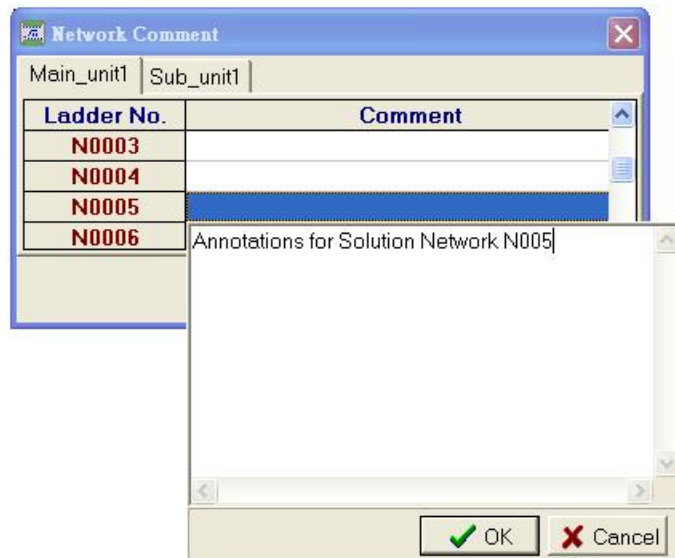 Network Comment
Main_unit1 Sub_unit1
Ladder No. Comment
N0003
N0004
N0005
N0006
Annotations for Solution Network N005
OK Cancel